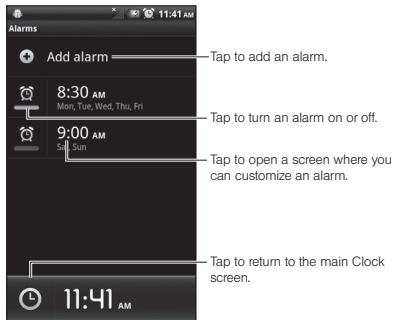 11:41 AM
Alarms
Add alarm
Tap to add an alarm.
8:30 AM
Mon, Tue, Wed, Thu, Fri
Tap to turn an alarm on or off.
9:00 AM
Sat, Sun
Tap to open a screen where you
can customize an alarm.
Tap to return to the main Clock
screen.
11:41 AM